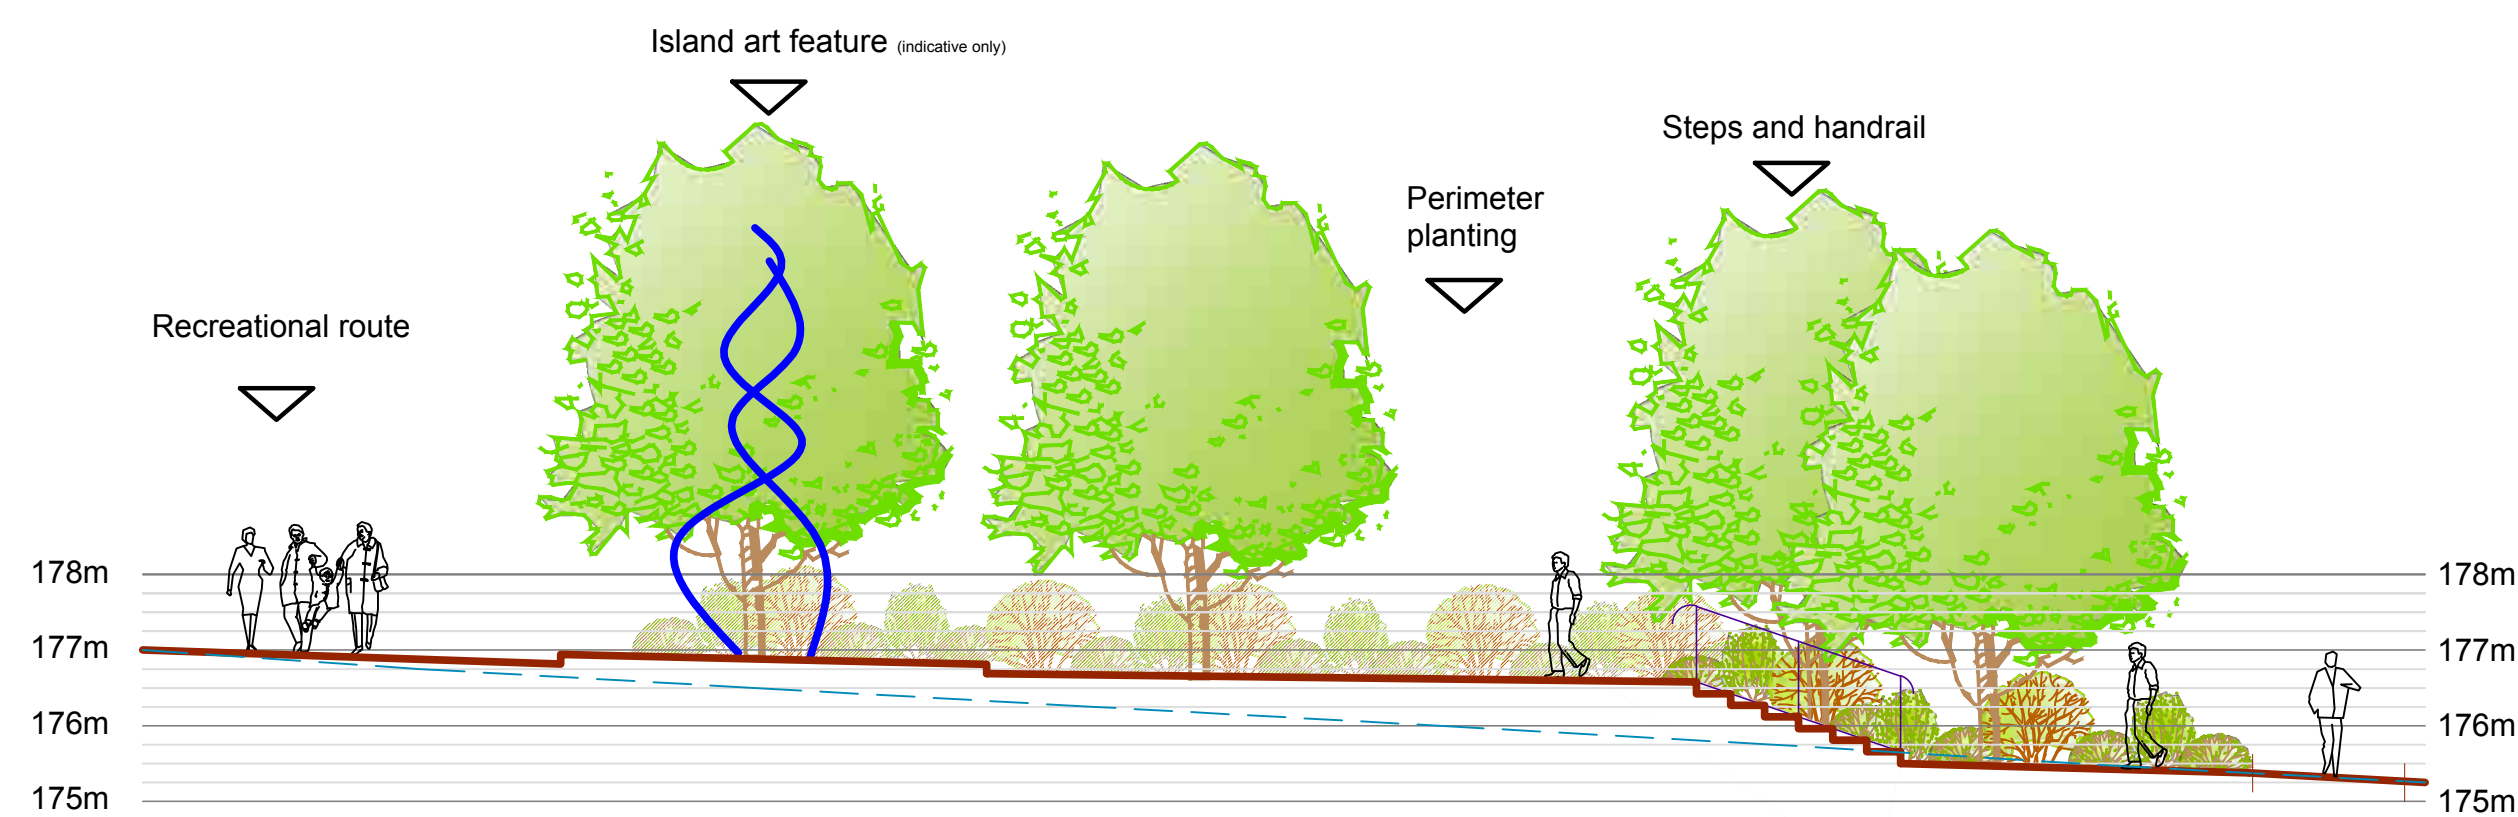 Island art feature (indicative only)
Steps and handrail
Perimeter
planting
Recreational route
178m
178m
177m
177m
176m
176m
175m
175m